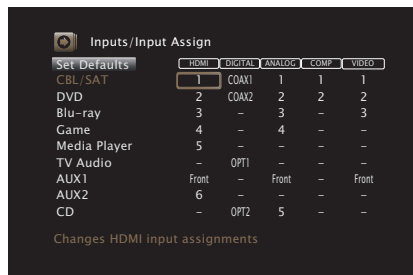 Inputs/Input Assign
Set Defaults HDMI DIGITAL ANALOG COMP VIDEO
CBL/SAT 1 COAX1 1 1 1
DVD 2 COAX2 2 2 2
Blu-ray 3 – 3 – 3
Game 4 – 4 – –
Media Player 5 – – – –
TV Audio – OPT1 – – –
AUX1 Front – Front – Front
AUX2 6 – – – –
CD – OPT2 5 – –
Changes HDMI input assignments